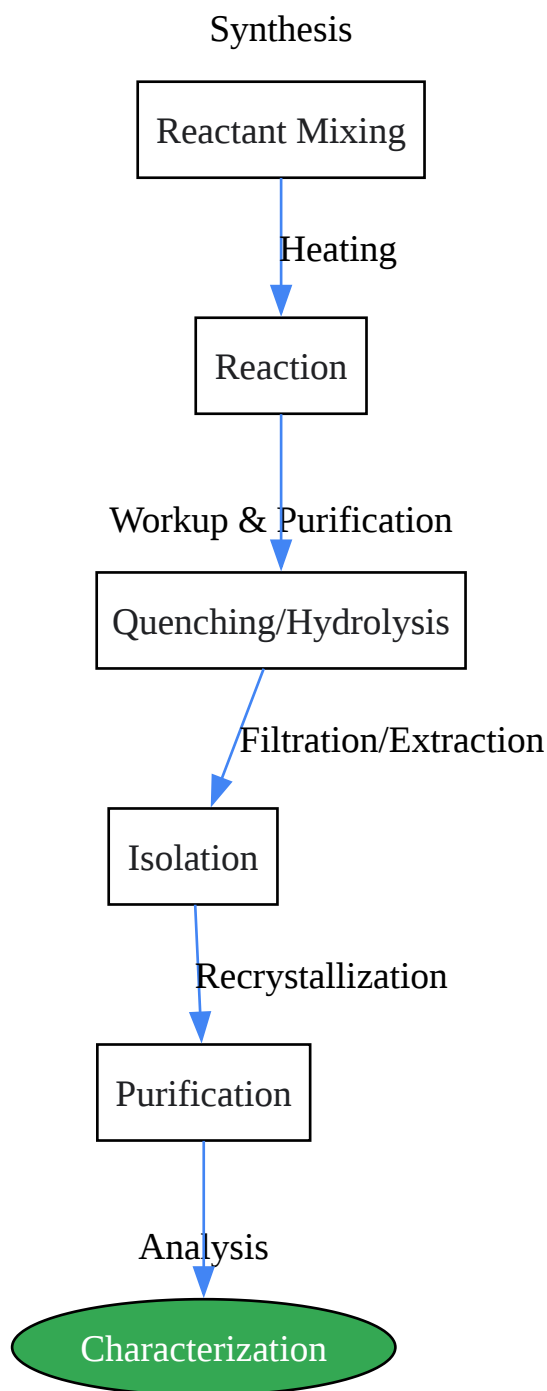 Synthesis
Reactant Mixing
Heating
Reaction
Workup & Purification
Quenching/Hydrolysis
Filtration/Extraction
Isolation
Recrystallization
Purification
Analysis
Characterization